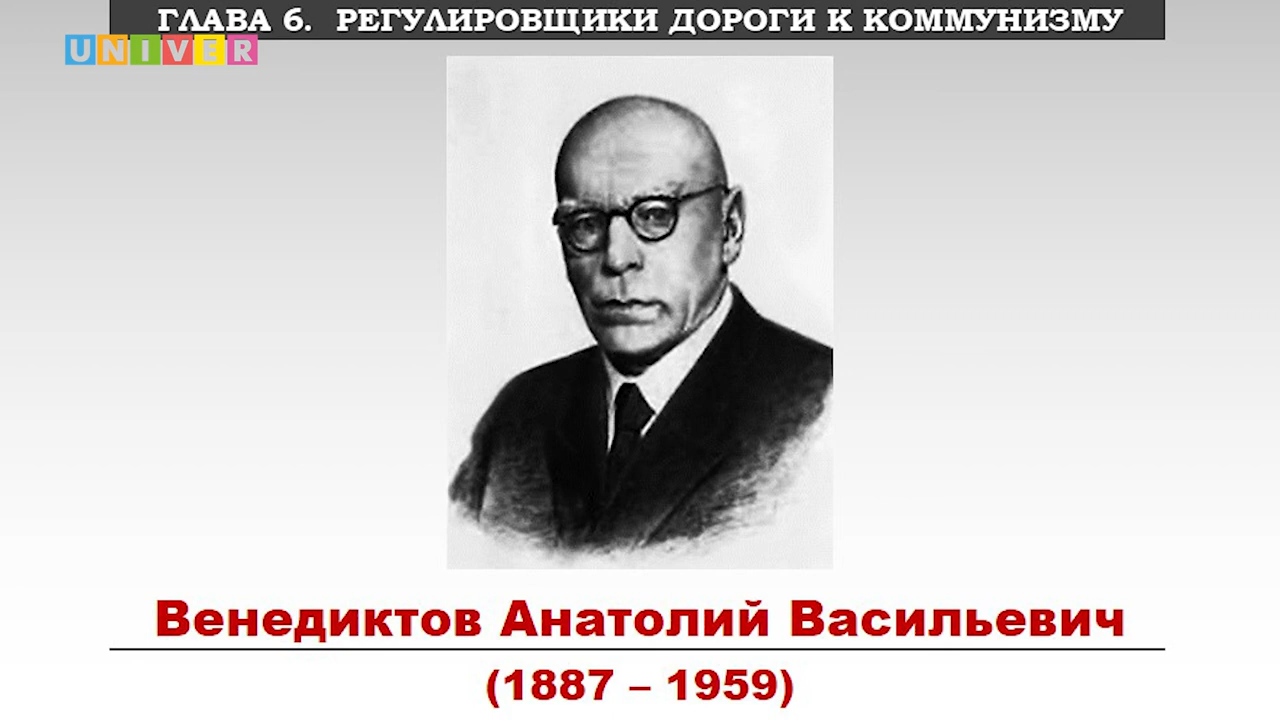 ГЛАВА 6. РЕГУЛИРОВЩИКИ ДОРОГИ К КОММУНИЗМУ
UNIVER
Венедиктов Анатолий Васильевич
(1887 – 1959)